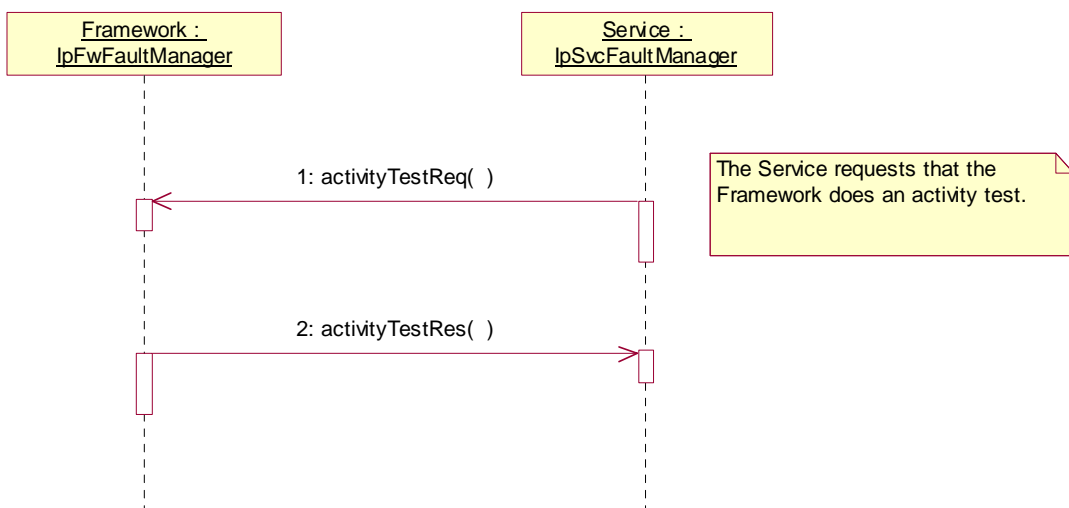 Framework :
IpFwFaultManager
Service :
IpSvcFaultManager
1: activityTestReq( )
The Service requests that the
Framework does an activity test.
2: activityTestRes( )